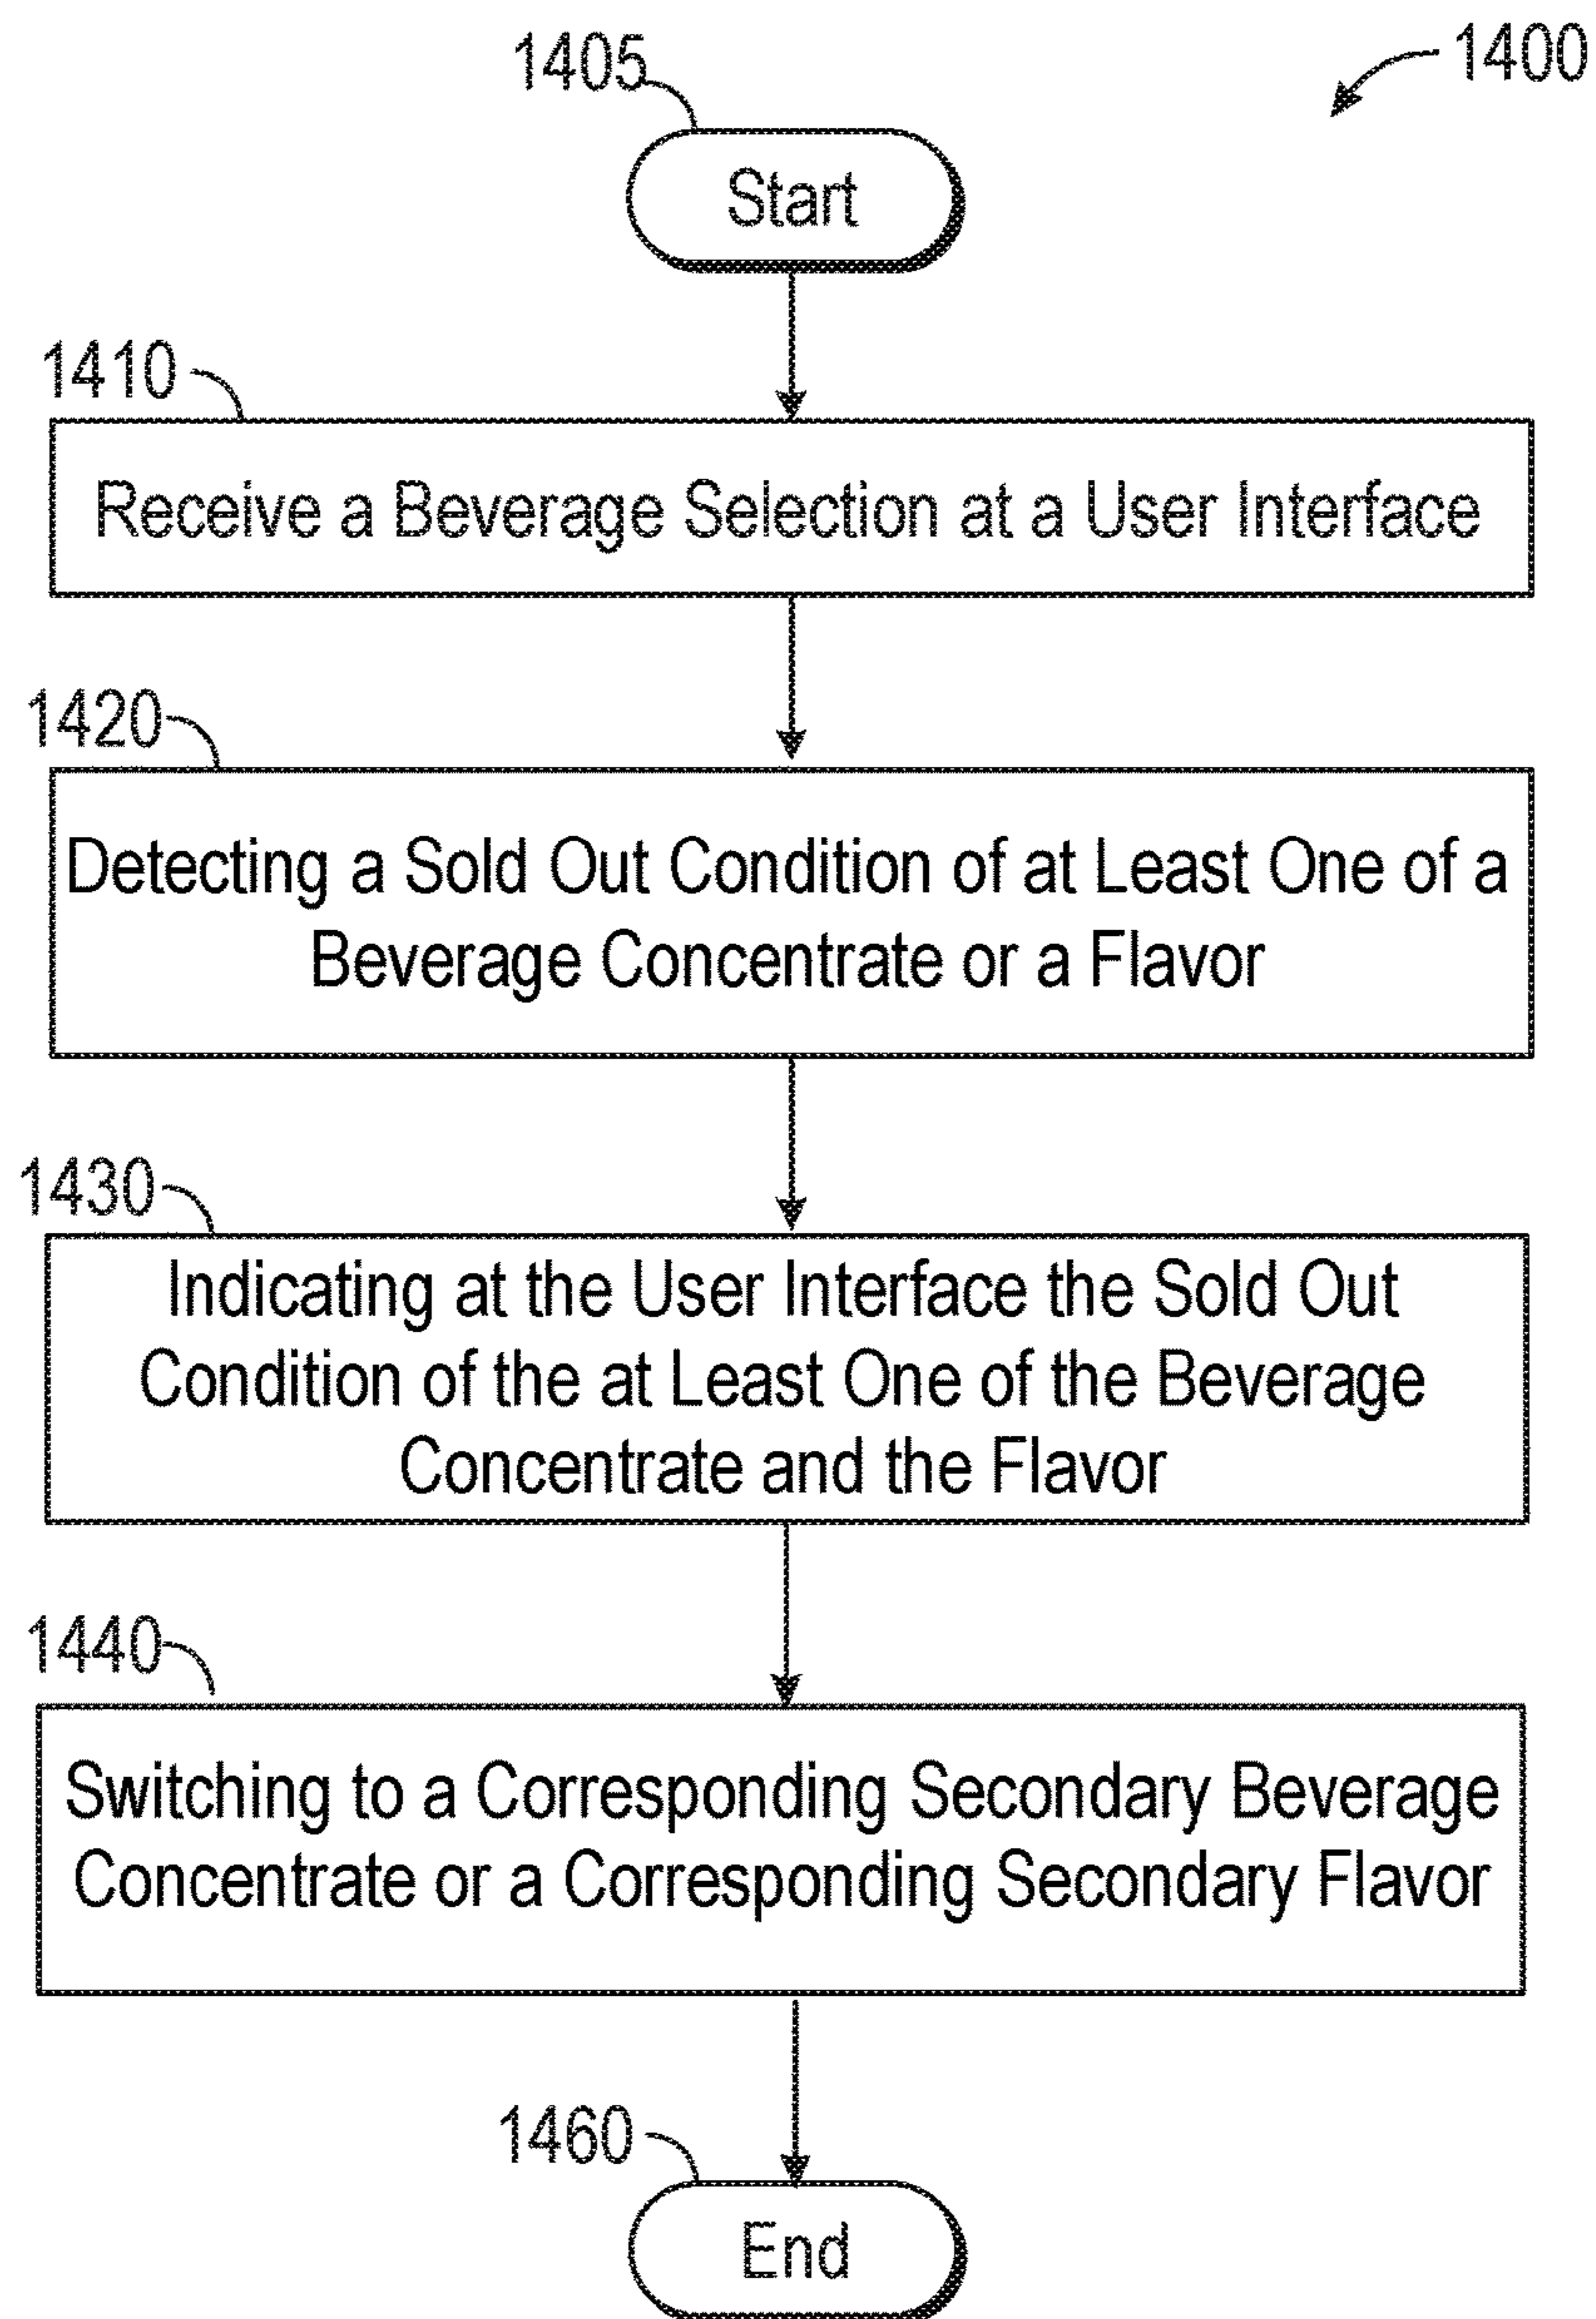 1405
1400
Start
1410
Receive a Beverage Selection at a User Interface
1420
Detecting a Sold Out Condition of at Least One of a
Beverage Concentrate or a Flavor
1430
Indicating at the User Interface the Sold Out
Condition of the at Least One of the Beverage
Concentrate and the Flavor
1440
Switching to a Corresponding Secondary Beverage
Concentrate or a Corresponding Secondary Flavor
1460
End